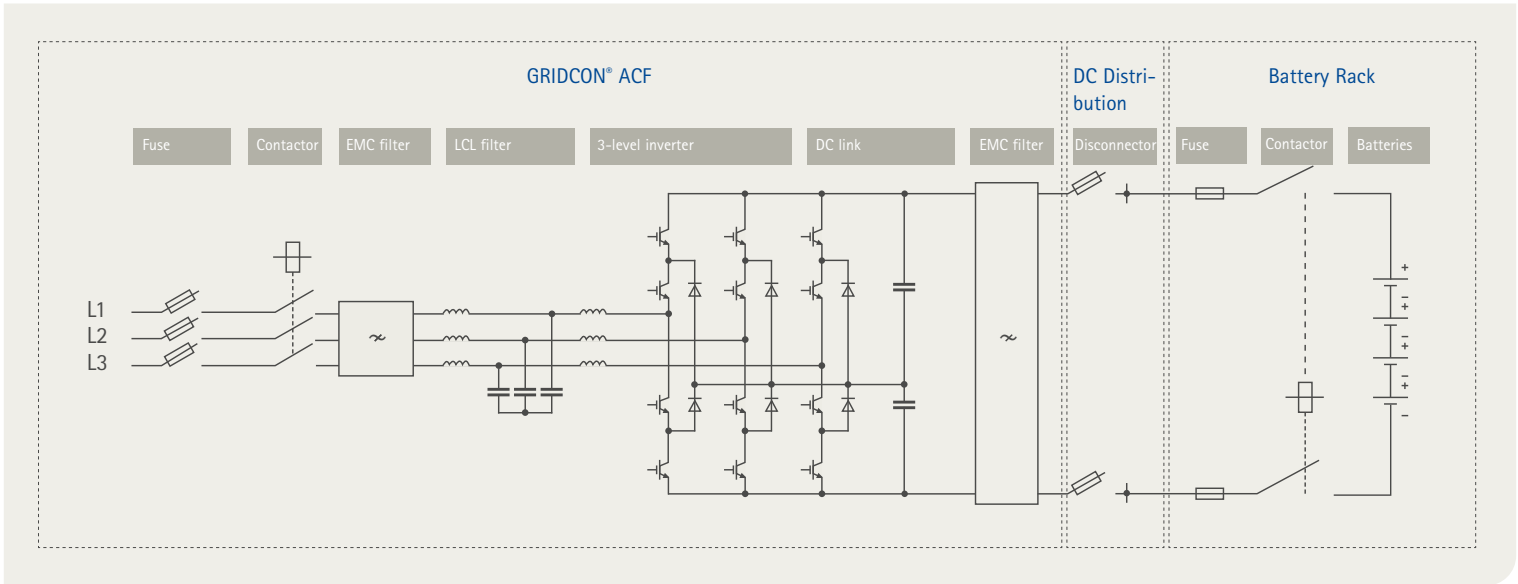 GRIDCON® ACF
DC Distri-
bution
Battery Rack
Fuse
Contactor
EMC filter
LCL filter
3-level inverter
DC link
EMC filter
Disconnector
Fuse
Contactor
Batteries
L1
L2
L3
+
−
+
−
+
−
+
−